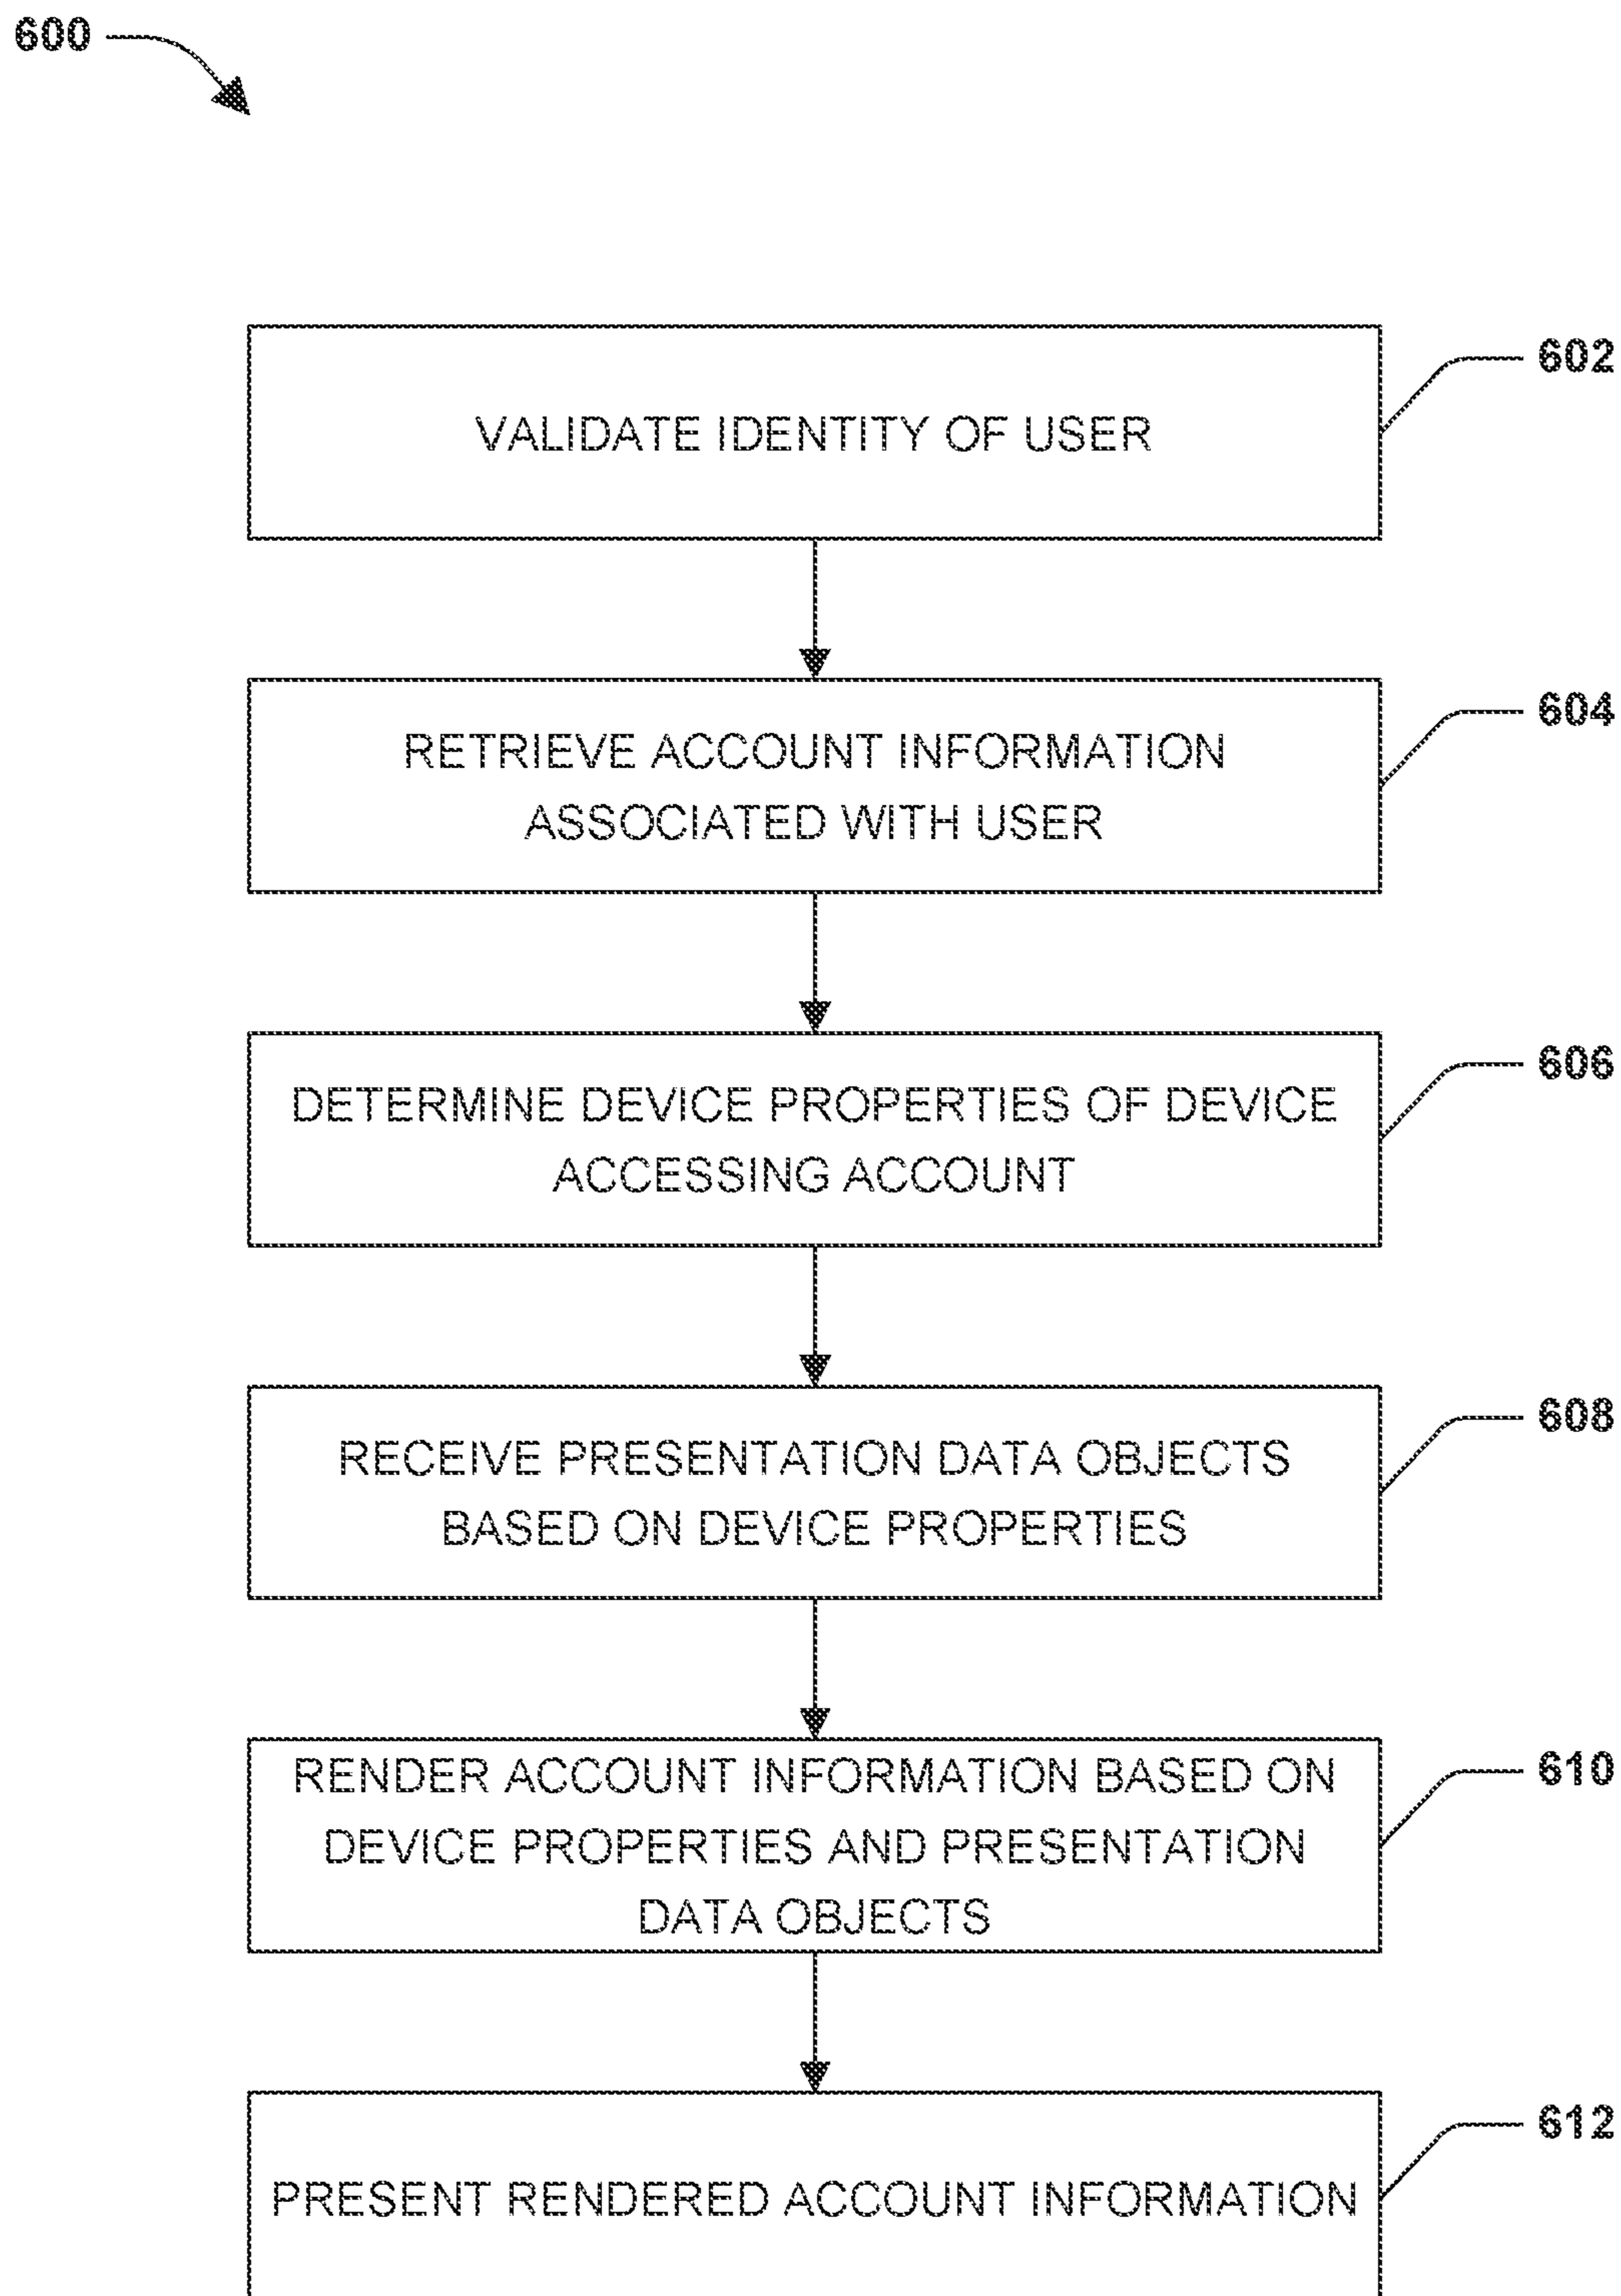 600
VALIDATE IDENTITY OF USER
602
RETRIEVE ACCOUNT INFORMATION
ASSOCIATED WITH USER
604
DETERMINE DEVICE PROPERTIES OF DEVICE
ACCESSING ACCOUNT
606
RECEIVE PRESENTATION DATA OBJECTS
BASED ON DEVICE PROPERTIES
608
RENDER ACCOUNT INFORMATION BASED ON
DEVICE PROPERTIES AND PRESENTATION
DATA OBJECTS
610
PRESENT RENDERED ACCOUNT INFORMATION
612